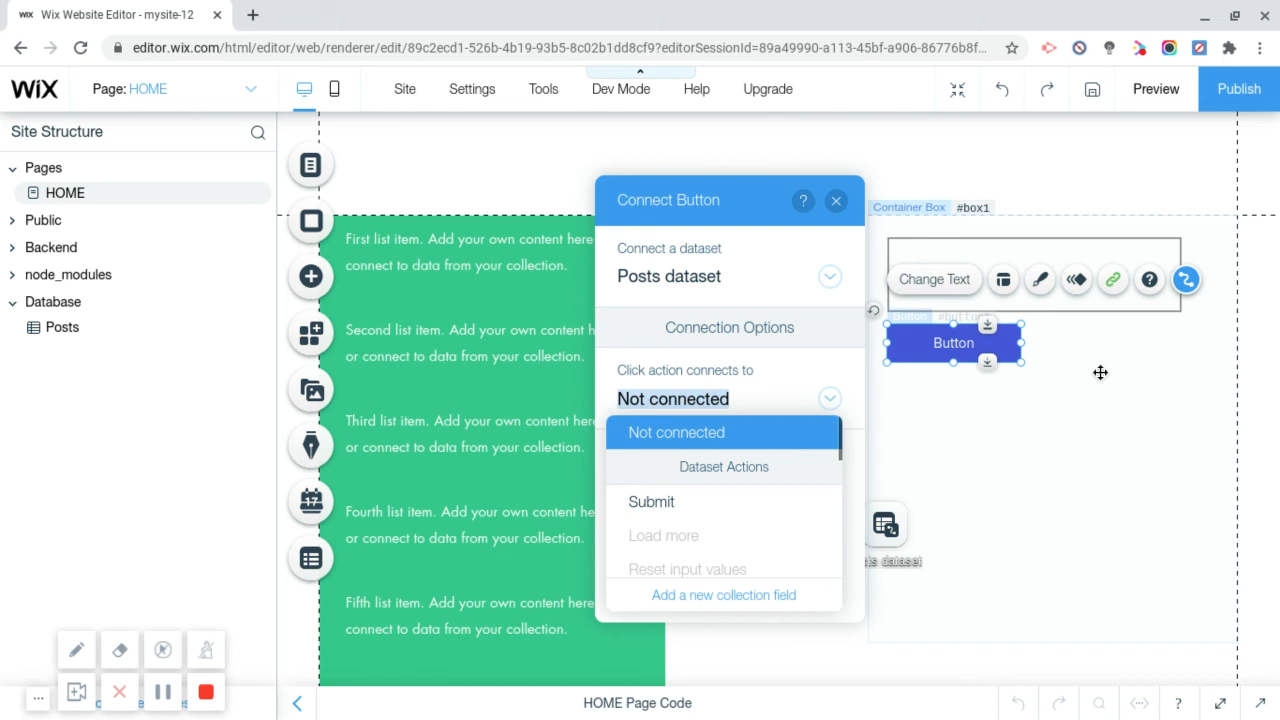 WIX Wix Website Editor - mysite-12
editor.wix.com/html/editor/web/renderer/edit/89c2ecd1-526b-4b19-93b5-8c02b1dd8cf9?editorSessionId=89a49990-a113-45bf-a906-86776b8f...
WIX Page: HOME Site Settings Tools Dev Mode Help Upgrade Preview Publish
Site Structure
Pages
HOME
Public
Backend
node_modules
Database
Posts
First list item. Add your own content here
connect to data from your collection.
Second list item. Add your own content h
or connect to data from your collection.
Third list item. Add your own content here
or connect to data from your collection.
Fourth list item. Add your own content he
or connect to data from your collection.
Fifth list item. Add your own content here
connect to data from your collection.
17
Connect Button ?
Connect a dataset
Posts dataset
Connection Options
Click action connects to
Not connected
Not connected
Dataset Actions
Submit
Load more
Reset input values
Add a new collection field
Container Box #box1
Change Text ?
Button #button1
Button
ts dataset
...
HOME Page Code ?